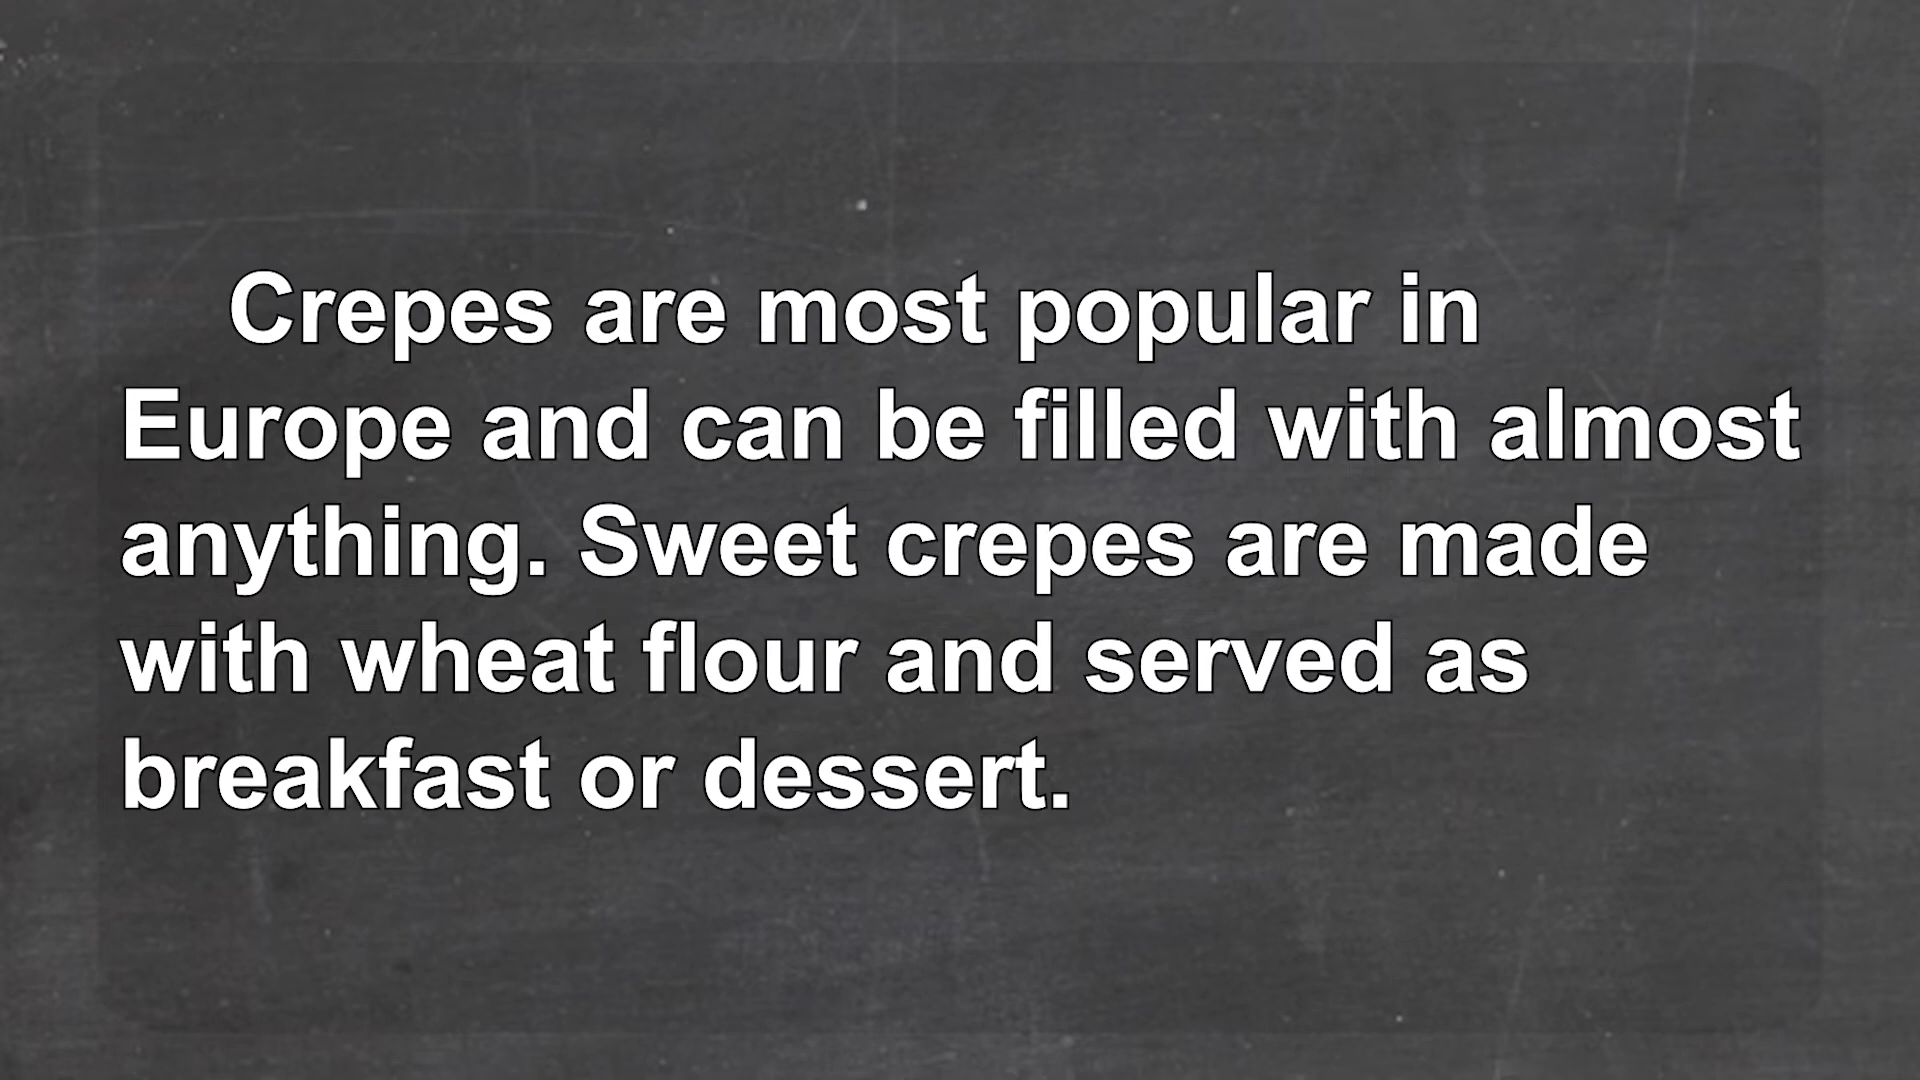 Crepes are most popular in
Europe and can be filled with almost
anything. Sweet crepes are made
with wheat flour and served as
breakfast or dessert.